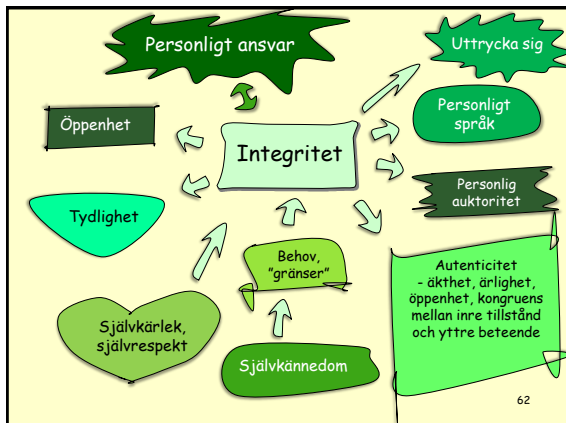 Personligt ansvar
Uttrycka sig
Öppenhet
Personligt
språk
Integritet
Personlig
auktoritet
Tydlighet
Behov,
”gränser”
Autenticitet
- äkthet, ärlighet,
öppenhet, kongruens
mellan inre tillstånd
och yttre beteende
Självkärlek,
självrespekt
Självkännedom
62